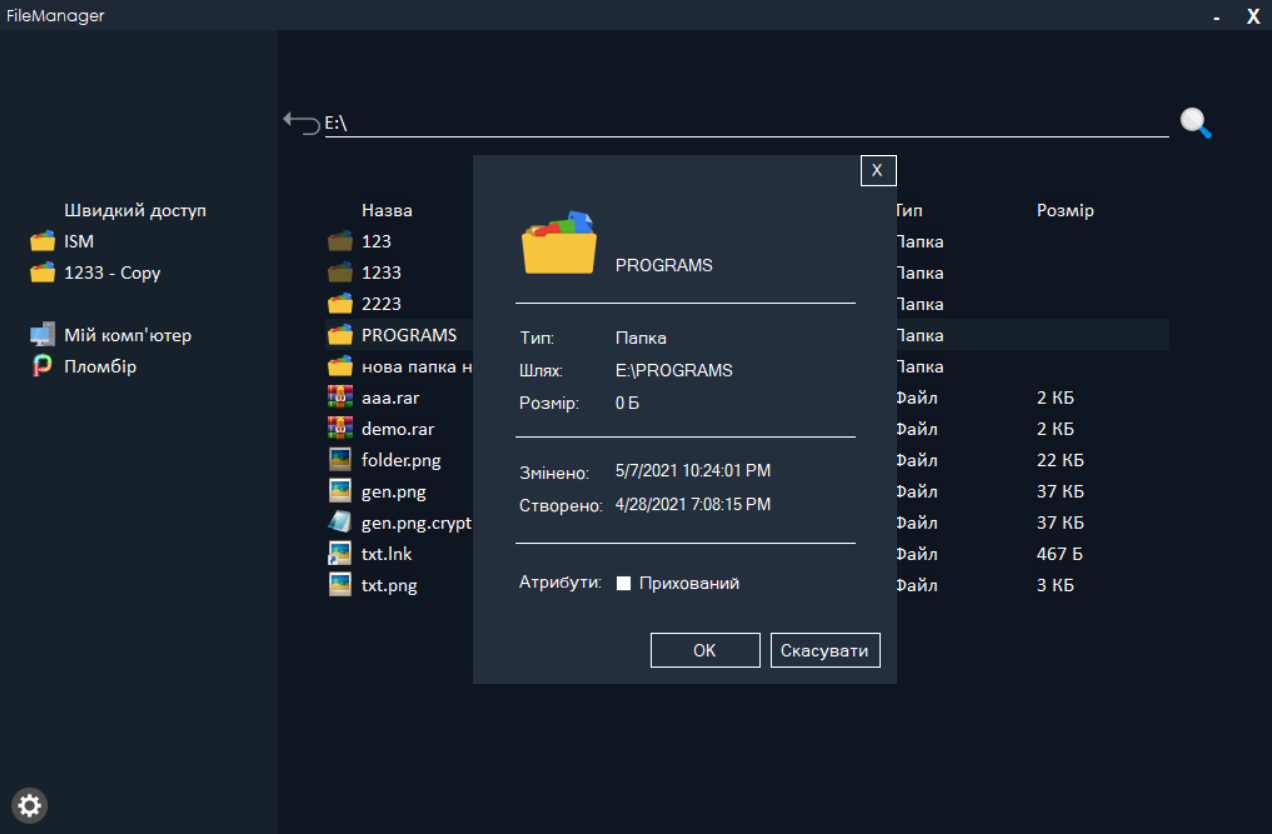 FileManager - X
E:\
X
Швидкий доступ
ISM
1233 - Copy
Мій комп'ютер
Пломбір
Назва Тип Розмір
123 Папка
1233 Папка
2223 Папка
PROGRAMS Папка
нова папка н Папка
aaa.rar Файл 2 КБ
demo.rar Файл 2 КБ
folder.png Файл 22 КБ
gen.png Файл 37 КБ
gen.png.crypt Файл 37 КБ
txt.lnk Файл 467 Б
txt.png Файл 3 КБ
PROGRAMS
Тип: Папка
Шлях: E:\PROGRAMS
Розмір: 0 Б
Змінено: 5/7/2021 10:24:01 PM
Створено: 4/28/2021 7:08:15 PM
Атрибути: Прихований
OK Скасувати